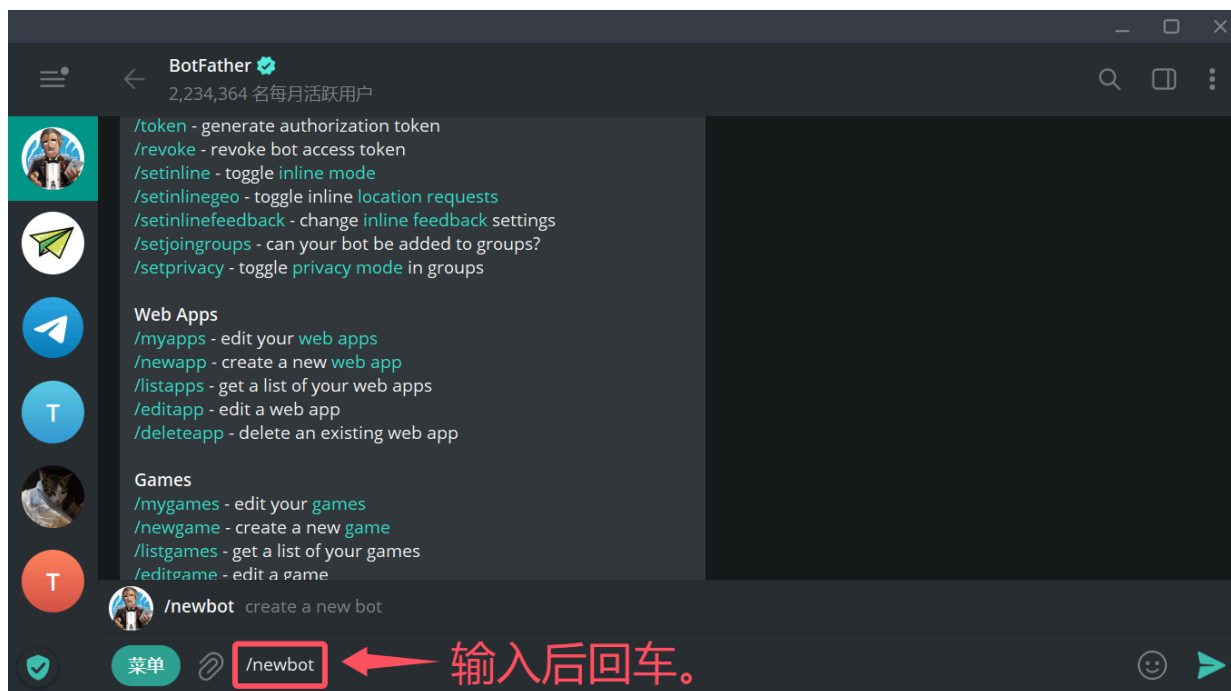 BotFather
2,234,364 名每月活跃用户
/token - generate authorization token
/revoke - revoke bot access token
/setinline - toggle inline mode
/setinlinegeo - toggle inline location requests
/setinlinefeedback - change inline feedback settings
/setjoingroups - can your bot be added to groups?
/setprivacy - toggle privacy mode in groups
Web Apps
/myapps - edit your web apps
/newapp - create a new web app
/listapps - get a list of your web apps
/editapp - edit a web app
/deleteapp - delete an existing web app
Games
/mygames - edit your games
/newgame - create a new game
/listgames - get a list of your games
/editgame - edit a game
T
T
/newbot create a new bot
菜单 /newbot 输入后回车。